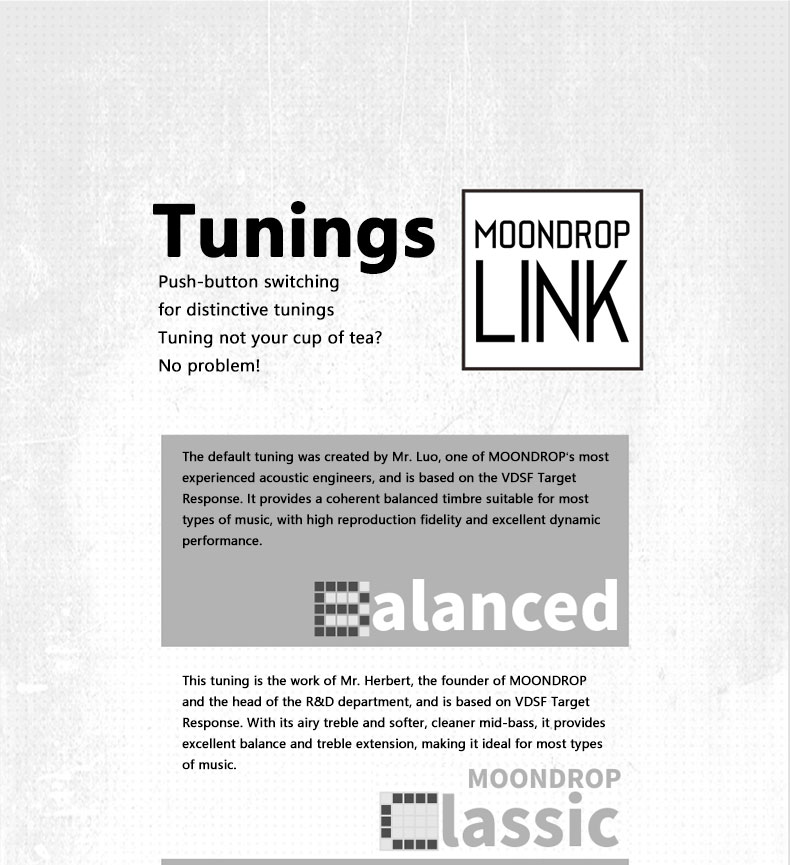 Tunings
MOONDROP
LINK
Push-button switching
for distinctive tunings
Tuning not your cup of tea?
No problem!
The default tuning was created by Mr. Luo, one of MOONDROP's most
experienced acoustic engineers, and is based on the VDSF Target
Response. It provides a coherent balanced timbre suitable for most
types of music, with high reproduction fidelity and excellent dynamic
performance.
Balanced
This tuning is the work of Mr. Herbert, the founder of MOONDROP
and the head of the R&D department, and is based on VDSF Target
Response. With its airy treble and softer, cleaner mid-bass, it provides
excellent balance and treble extension, making it ideal for most types
of music.
MOONDROP
Classic